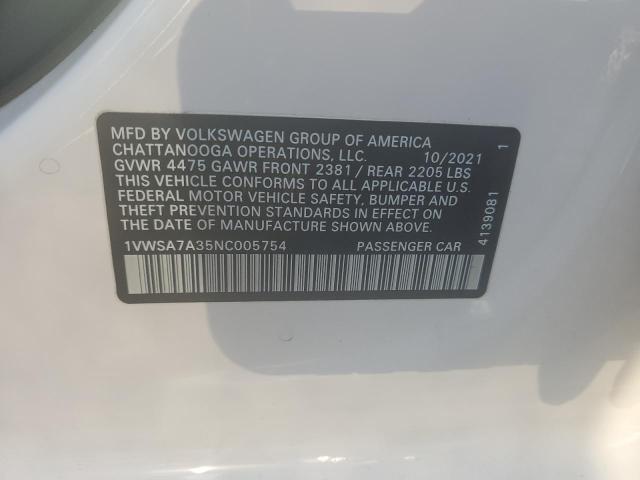 MFD BY VOLKSWAGEN GROUP OF AMERICA
CHATTANOOGA OPERATIONS, LLC. 10/2021
GVWR 4475 GAWR FRONT 2381 / REAR 2205 LBS
THIS VEHICLE CONFORMS TO ALL APPLICABLE U.S.
FEDERAL MOTOR VEHICLE SAFETY, BUMPER AND
THEFT PREVENTION STANDARDS IN EFFECT ON
THE DATE OF MANUFACTURE SHOWN ABOVE.
1VWSA7A35NC005754 PASSENGER CAR
4139081 1